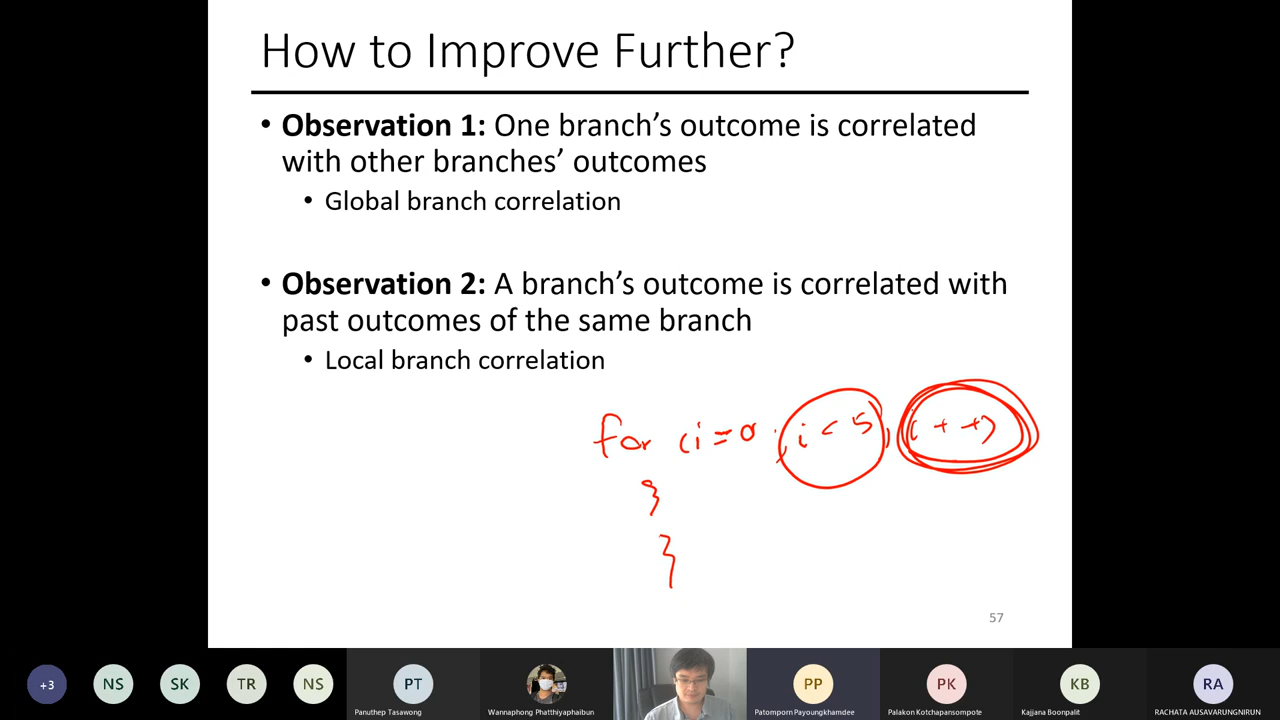 How to Improve Further?
• Observation 1: One branch’s outcome is correlated
with other branches’ outcomes
• Global branch correlation
• Observation 2: A branch’s outcome is correlated with
past outcomes of the same branch
• Local branch correlation
for (i=0; i<5; i++)
}
}
57
+3
NS
SK
TR
NS
PT
PP
PK
KB
RA
Panuthep Tasawong
Wannaphong Phatthiyaphaibun
Patomporn Payoungkhamdee
Palakon Kotchapansompote
Kajjana Boonpalit
RACHATA AUSAVARUNGNIRUN